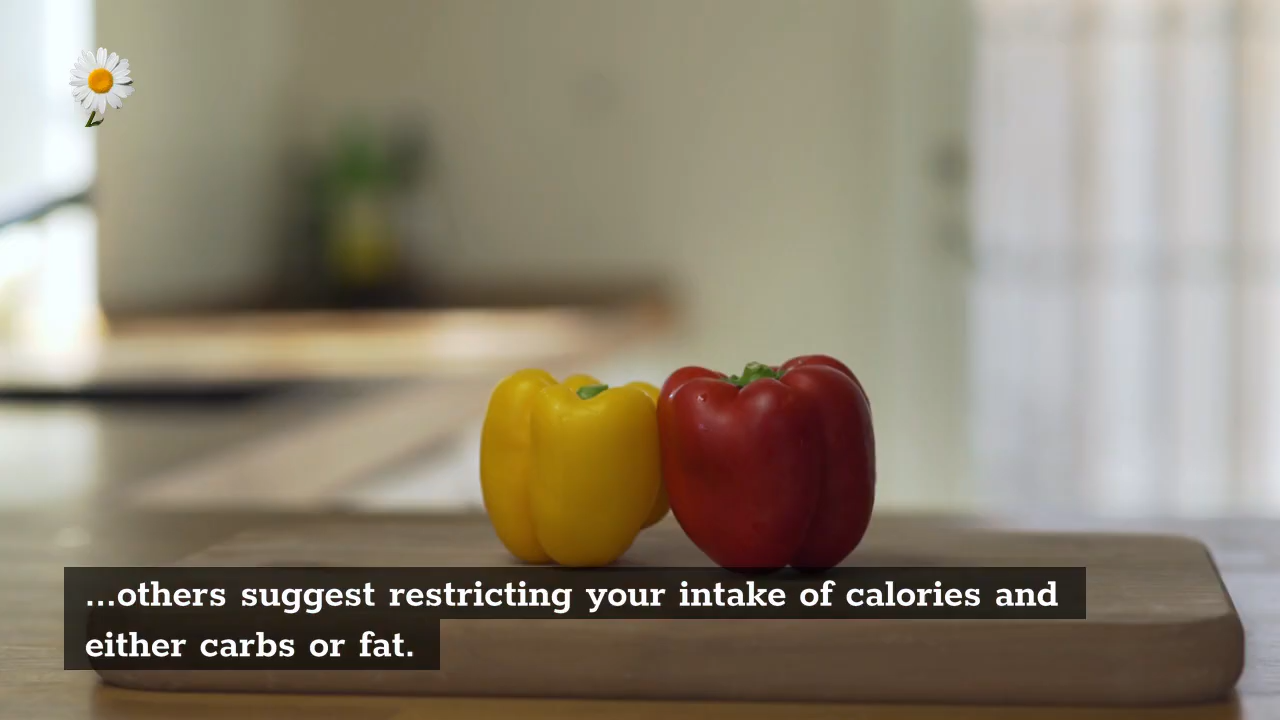 ...others suggest restricting your intake of calories and
either carbs or fat.